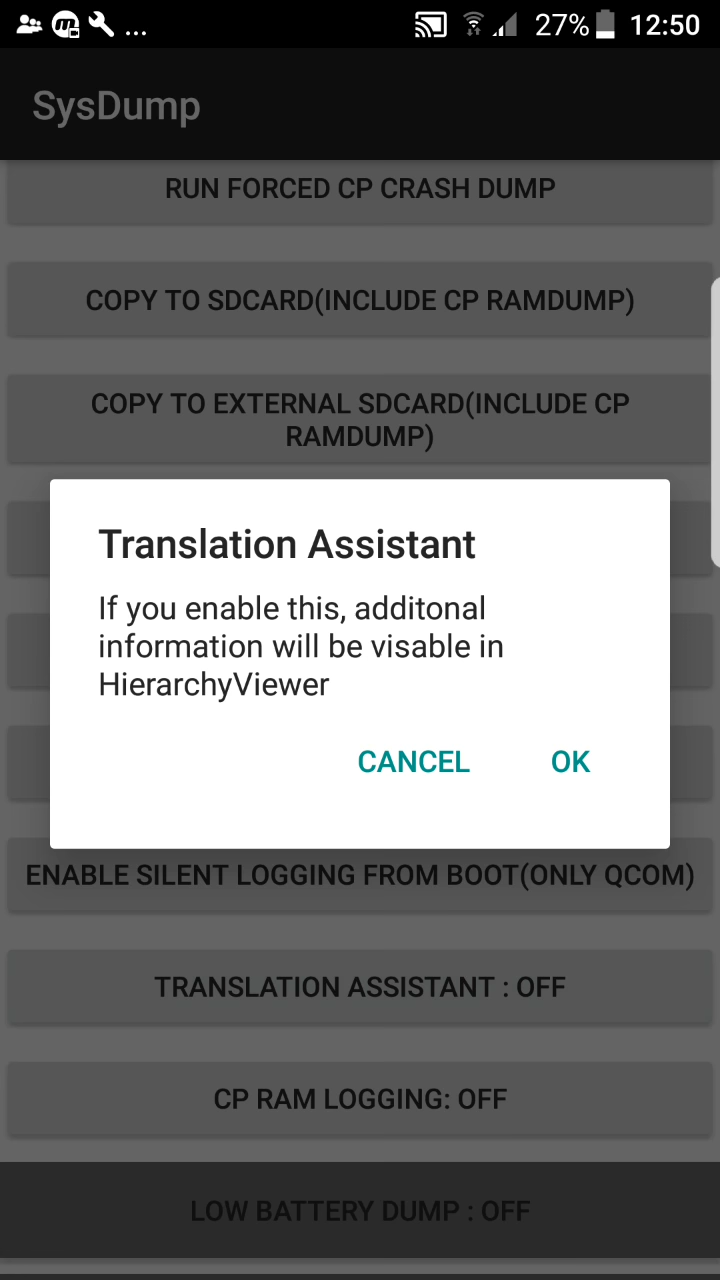 27% 12:50
SysDump
RUN FORCED CP CRASH DUMP
COPY TO SDCARD(INCLUDE CP RAMDUMP)
COPY TO EXTERNAL SDCARD(INCLUDE CP
RAMDUMP)
Translation Assistant
If you enable this, additonal
information will be visable in
HierarchyViewer
CANCEL OK
ENABLE SILENT LOGGING FROM BOOT(ONLY QCOM)
TRANSLATION ASSISTANT : OFF
CP RAM LOGGING: OFF
LOW BATTERY DUMP : OFF